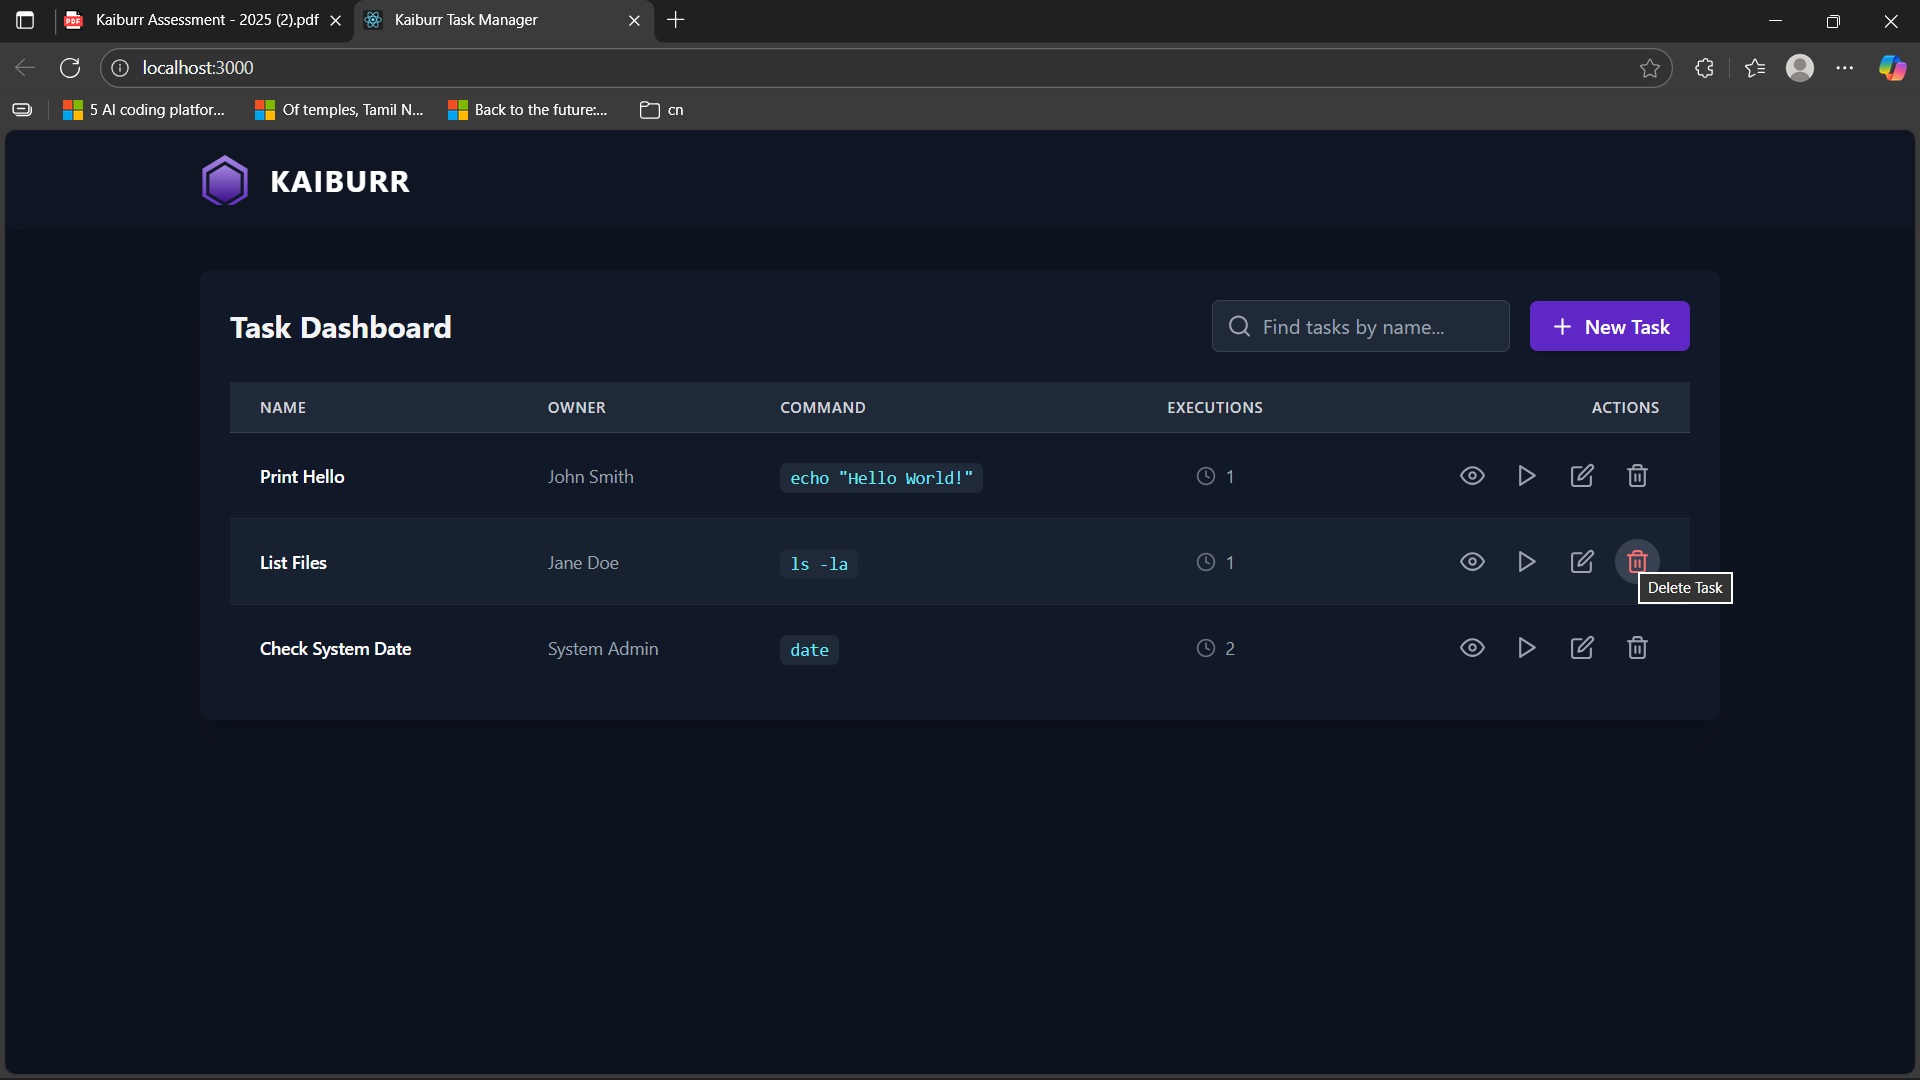 Kaiburr Assessment - 2025 (2).pdf
Kaiburr Task Manager
localhost:3000
5 AI coding platfor...
Of temples, Tamil N...
Back to the future:...
cn
KAIBURR
Task Dashboard
Find tasks by name...
New Task
NAME OWNER COMMAND EXECUTIONS ACTIONS
Print Hello John Smith echo "Hello World!" 1
List Files Jane Doe ls -la 1
Delete Task
Check System Date System Admin date 2